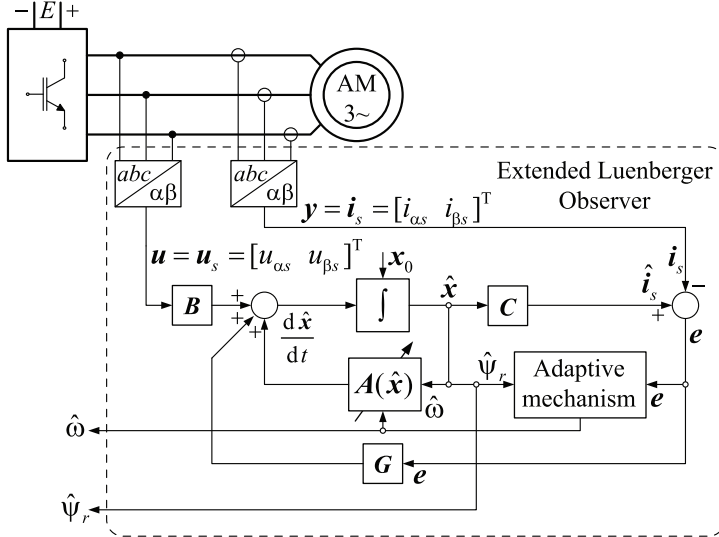 − E +
AM
3~
abc
αβ
abc
αβ
Extended Luenberger
Observer
y = i_s = [i_αs i_βs]^T
u = u_s = [u_αs u_βs]^T
x_0
i_s
−
î_s
B
+
+
+
∫
x̂
C
+
e
dx̂
dt
A(x̂)
ω̂
ψ̂_r
Adaptive
mechanism
e
ω̂
G
e
ψ̂_r